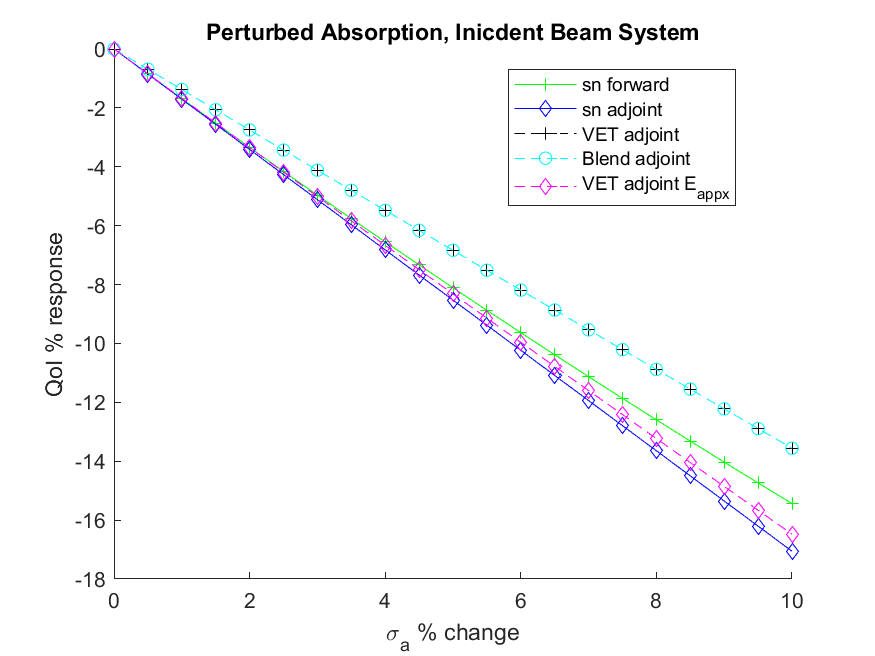 Perturbed Absorption, Inicdent Beam System
sn forward
sn adjoint
VET adjoint
Blend adjoint
VET adjoint E_appx
QoI % response
0
-2
-4
-6
-8
-10
-12
-14
-16
-18
0 2 4 6 8 10
σ_a % change